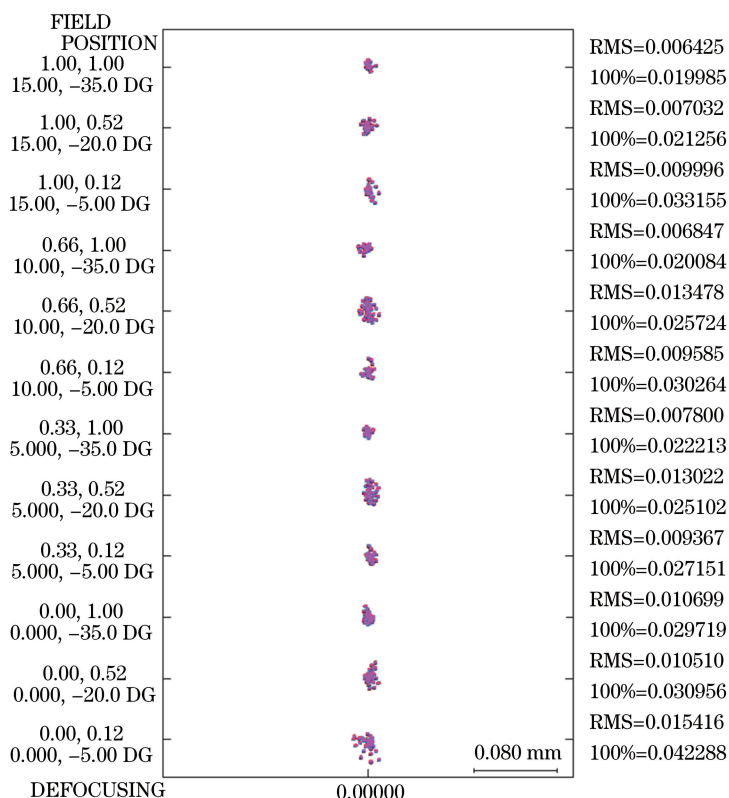 FIELD
POSITION
1.00, 1.00
15.00, −35.0 DG
RMS=0.006425
100%=0.019985
1.00, 0.52
15.00, −20.0 DG
RMS=0.007032
100%=0.021256
1.00, 0.12
15.00, −5.00 DG
RMS=0.009996
100%=0.033155
0.66, 1.00
10.00, −35.0 DG
RMS=0.006847
100%=0.020084
0.66, 0.52
10.00, −20.0 DG
RMS=0.013478
100%=0.025724
0.66, 0.12
10.00, −5.00 DG
RMS=0.009585
100%=0.030264
0.33, 1.00
5.000, −35.0 DG
RMS=0.007800
100%=0.022213
0.33, 0.52
5.000, −20.0 DG
RMS=0.013022
100%=0.025102
0.33, 0.12
5.000, −5.00 DG
RMS=0.009367
100%=0.027151
0.00, 1.00
0.000, −35.0 DG
RMS=0.010699
100%=0.029719
0.00, 0.52
0.000, −20.0 DG
RMS=0.010510
100%=0.030956
0.00, 0.12
0.000, −5.00 DG
RMS=0.015416
100%=0.042288
0.080 mm
DEFOCUSING
0.00000